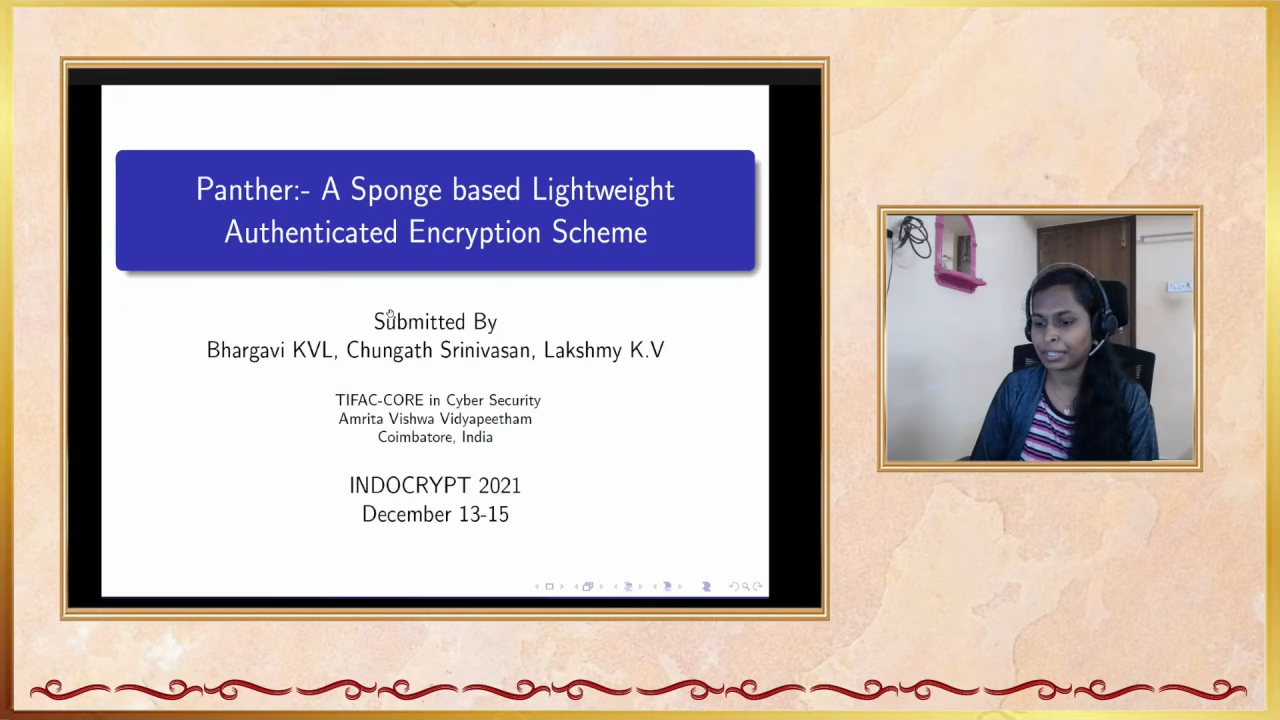 Panther:- A Sponge based Lightweight
Authenticated Encryption Scheme
Submitted By
Bhargavi KVL, Chungath Srinivasan, Lakshmy K.V
TIFAC-CORE in Cyber Security
Amrita Vishwa Vidyapeetham
Coimbatore, India
INDOCRYPT 2021
December 13-15